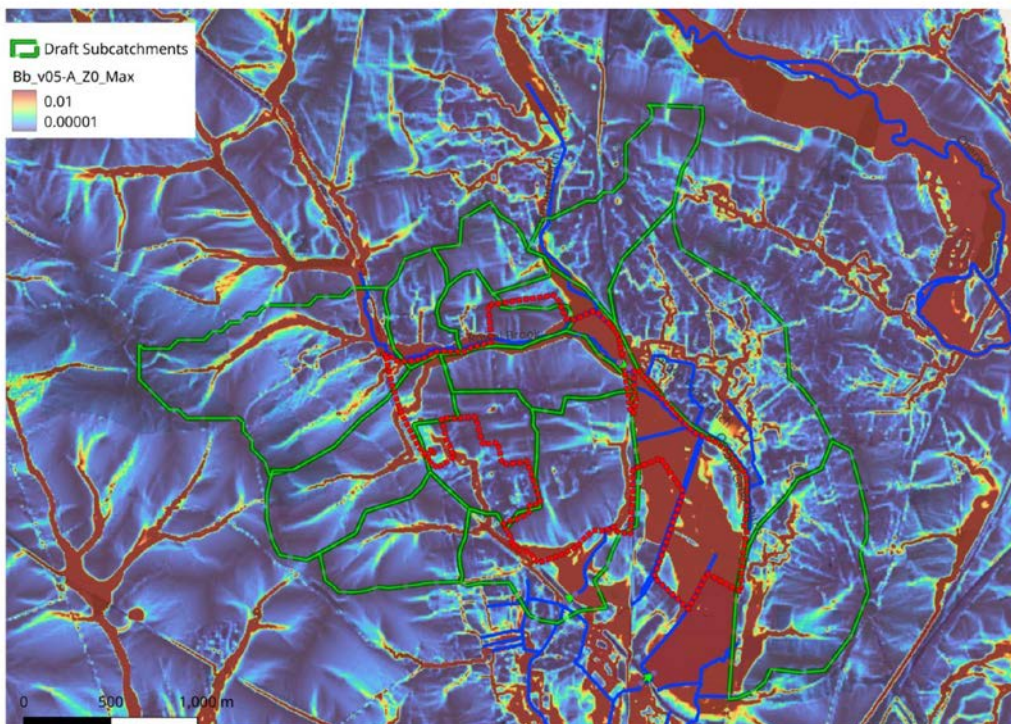 Draft Subcatchments
Bb_v05-A_Z0_Max
0.01
0.00001
0 500 1,000 m